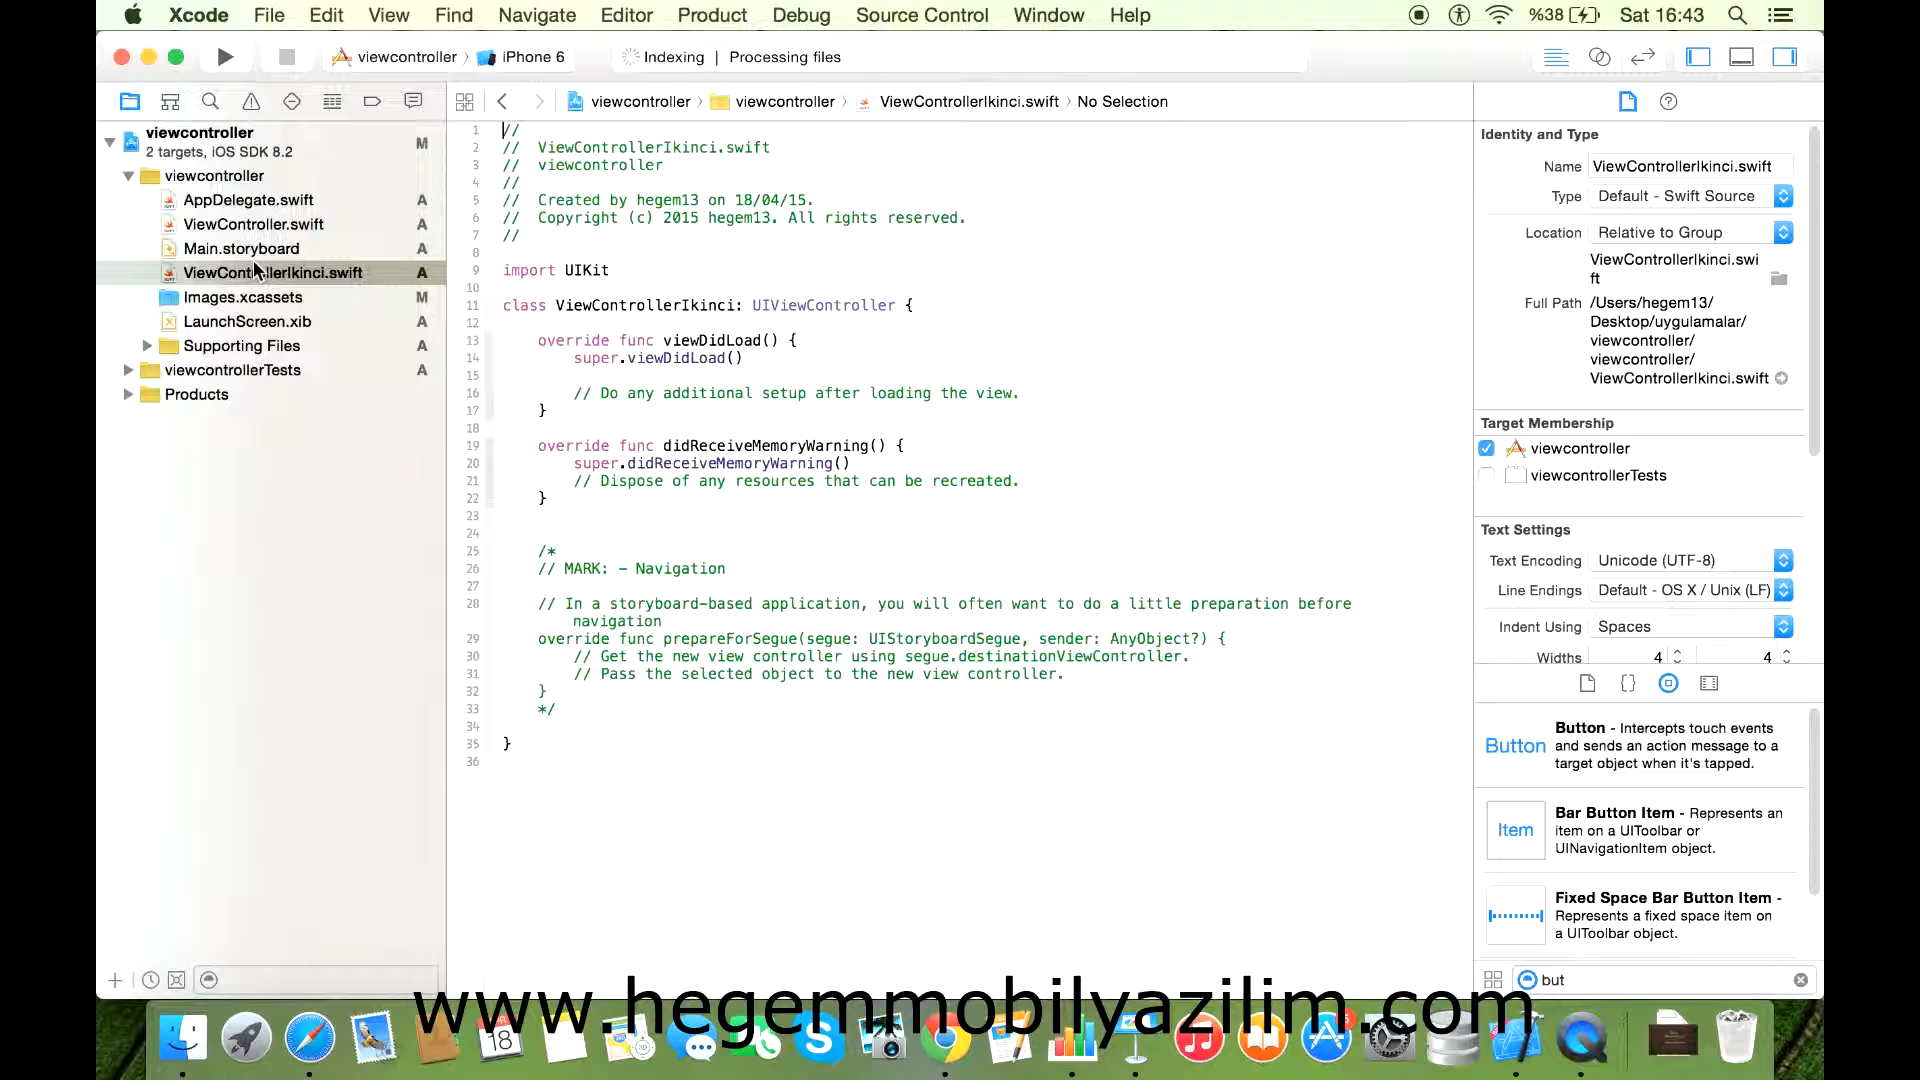 Xcode File Edit View Find Navigate Editor Product Debug Source Control Window Help %38 Sat 16:43
viewcontroller iPhone 6 Indexing | Processing files
viewcontroller viewcontroller ViewControllerIkinci.swift No Selection
viewcontroller
2 targets, iOS SDK 8.2 M
viewcontroller
AppDelegate.swift A
ViewController.swift A
Main.storyboard A
ViewControllerIkinci.swift A
Images.xcassets M
LaunchScreen.xib A
Supporting Files A
viewcontrollerTests A
Products
1 //
2 // ViewControllerIkinci.swift
3 // viewcontroller
4 //
5 // Created by hegem13 on 18/04/15.
6 // Copyright (c) 2015 hegem13. All rights reserved.
7 //
8
9 import UIKit
10
11 class ViewControllerIkinci: UIViewController {
12
13 override func viewDidLoad() {
14 super.viewDidLoad()
15
16 // Do any additional setup after loading the view.
17 }
18
19 override func didReceiveMemoryWarning() {
20 super.didReceiveMemoryWarning()
21 // Dispose of any resources that can be recreated.
22 }
23
24
25 /*
26 // MARK: - Navigation
27
28 // In a storyboard-based application, you will often want to do a little preparation before
navigation
29 override func prepareForSegue(segue: UIStoryboardSegue, sender: AnyObject?) {
30 // Get the new view controller using segue.destinationViewController.
31 // Pass the selected object to the new view controller.
32 }
33 */
34
35 }
36
Identity and Type
Name ViewControllerIkinci.swift
Type Default - Swift Source
Location Relative to Group
ViewControllerIkinci.swi
ft
Full Path /Users/hegem13/
Desktop/uygulamalar/
viewcontroller/
viewcontroller/
ViewControllerIkinci.swift
Target Membership
viewcontroller
viewcontrollerTests
Text Settings
Text Encoding Unicode (UTF-8)
Line Endings Default - OS X / Unix (LF)
Indent Using Spaces
Widths 4 4
Button
Button - Intercepts touch events
and sends an action message to a
target object when it's tapped.
Item
Bar Button Item - Represents an
item on a UIToolbar or
UINavigationItem object.
Fixed Space Bar Button Item -
Represents a fixed space item on
a UIToolbar object.
but
www.hegemmobilyazilim.com
18